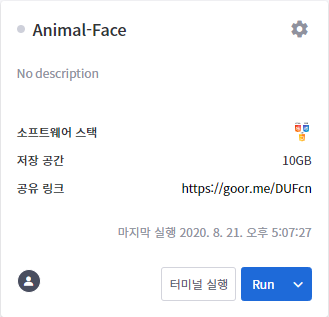 Animal-Face
No description
소프트웨어 스택
저장 공간 10GB
공유 링크 https://goor.me/DUFcn
마지막 실행 2020. 8. 21. 오후 5:07:27
터미널 실행 Run